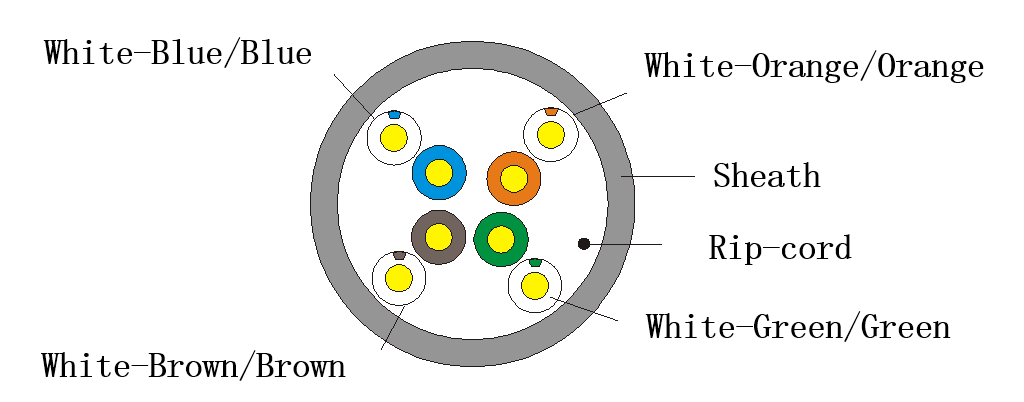 White-Blue/Blue
White-Orange/Orange
Sheath
Rip-cord
White-Green/Green
White-Brown/Brown